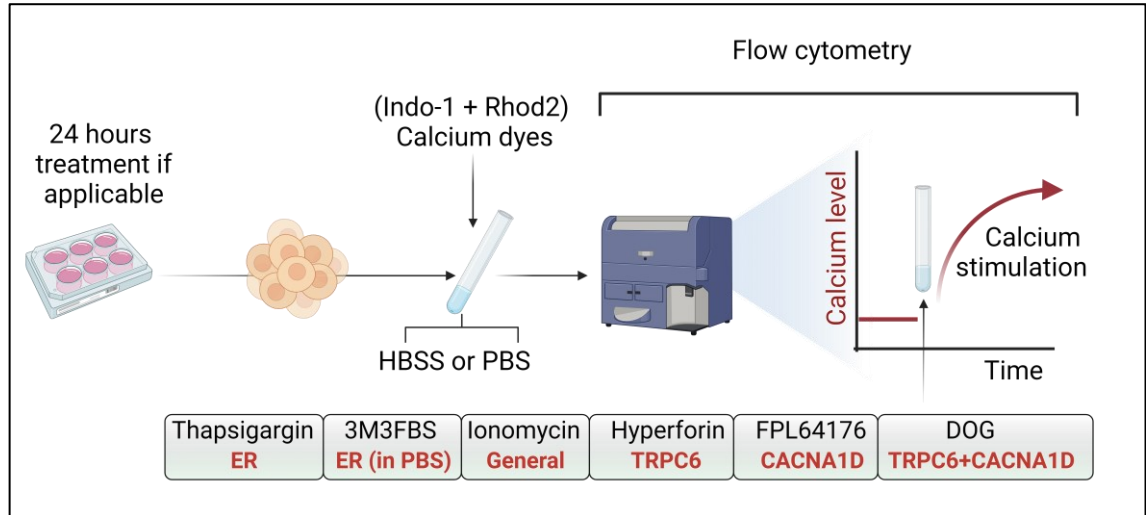 Flow cytometry
(Indo-1 + Rhod2)
Calcium dyes
24 hours
treatment if
applicable
HBSS or PBS
Calcium level
Calcium
stimulation
Time
Thapsigargin
ER
3M3FBS
ER (in PBS)
Ionomycin
General
Hyperforin
TRPC6
FPL64176
CACNA1D
DOG
TRPC6+CACNA1D